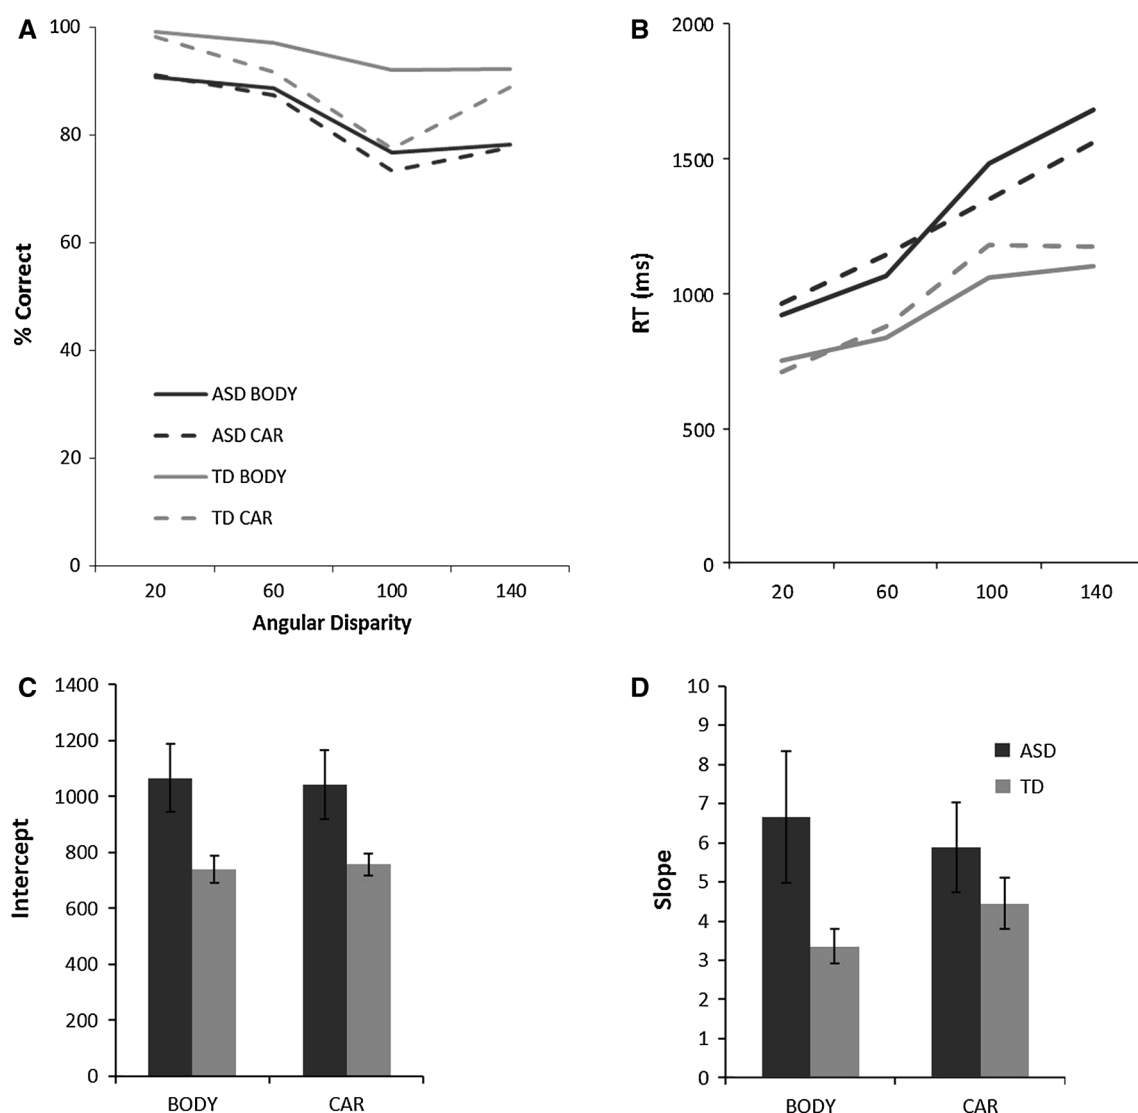 A
100
80
60
40
20
0
% Correct
ASD BODY
ASD CAR
TD BODY
TD CAR
20 60 100 140
Angular Disparity
B
2000
1500
1000
500
0
RT (ms)
20 60 100 140
C
1400
1200
1000
800
600
400
200
0
Intercept
BODY CAR
D
10
9
8
7
6
5
4
3
2
1
0
Slope
ASD
TD
BODY CAR